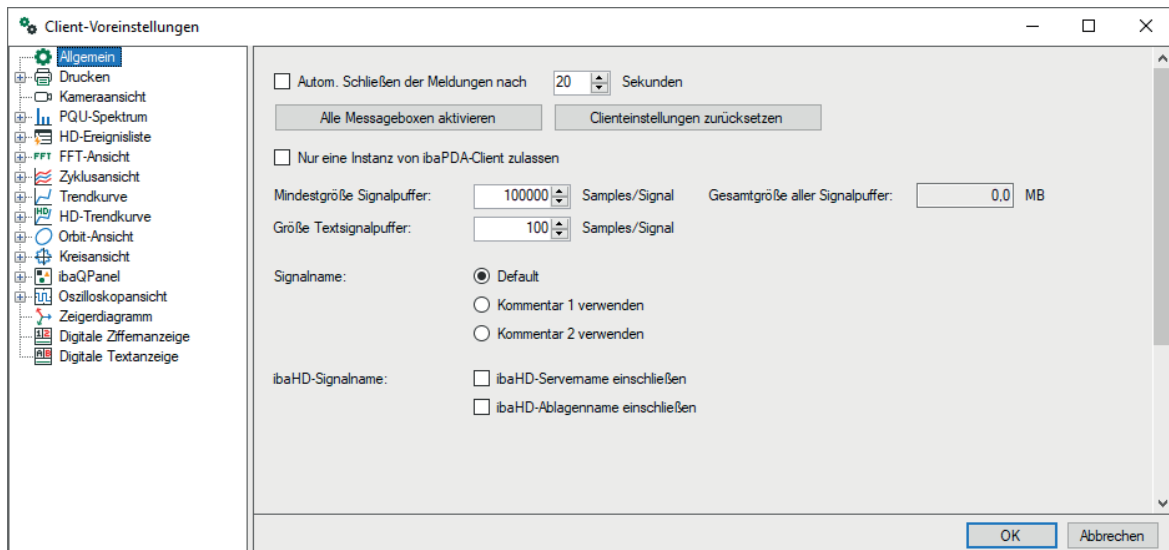 Client-Voreinstellungen
Allgemein
Drucken
Kameraansicht
PQU-Spektrum
HD-Ereignisliste
FFT FFT-Ansicht
Zyklusansicht
Trendkurve
HD HD-Trendkurve
Orbit-Ansicht
Kreisansicht
ibaQPanel
Oszilloskopansicht
Zeigerdiagramm
12 Digitale Ziffernanzeige
AB Digitale Textanzeige
Autom. Schließen der Meldungen nach 20 Sekunden
Alle Messageboxen aktivieren Clienteinstellungen zurücksetzen
Nur eine Instanz von ibaPDA-Client zulassen
Mindestgröße Signalpuffer: 100000 Samples/Signal Gesamtgröße aller Signalpuffer: 0,0 MB
Größe Textsignalpuffer: 100 Samples/Signal
Signalname: Default
Kommentar 1 verwenden
Kommentar 2 verwenden
ibaHD-Signalname: ibaHD-Servername einschließen
ibaHD-Ablagenname einschließen
OK Abbrechen